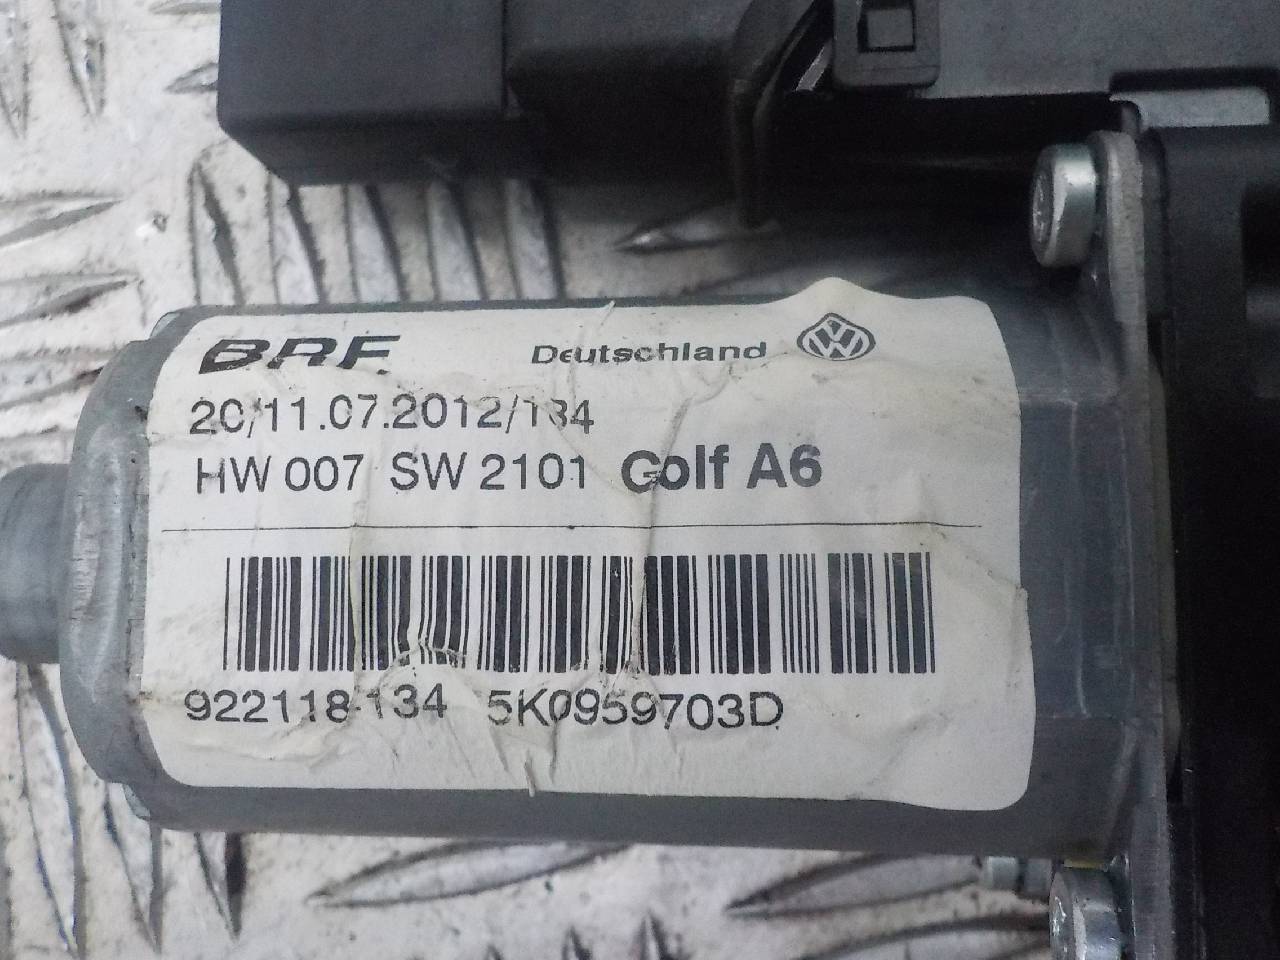 BRF Deutschland
20/11.07.2012/134
HW 007 SW 2101 Golf A6
922118-134 5K0959703D